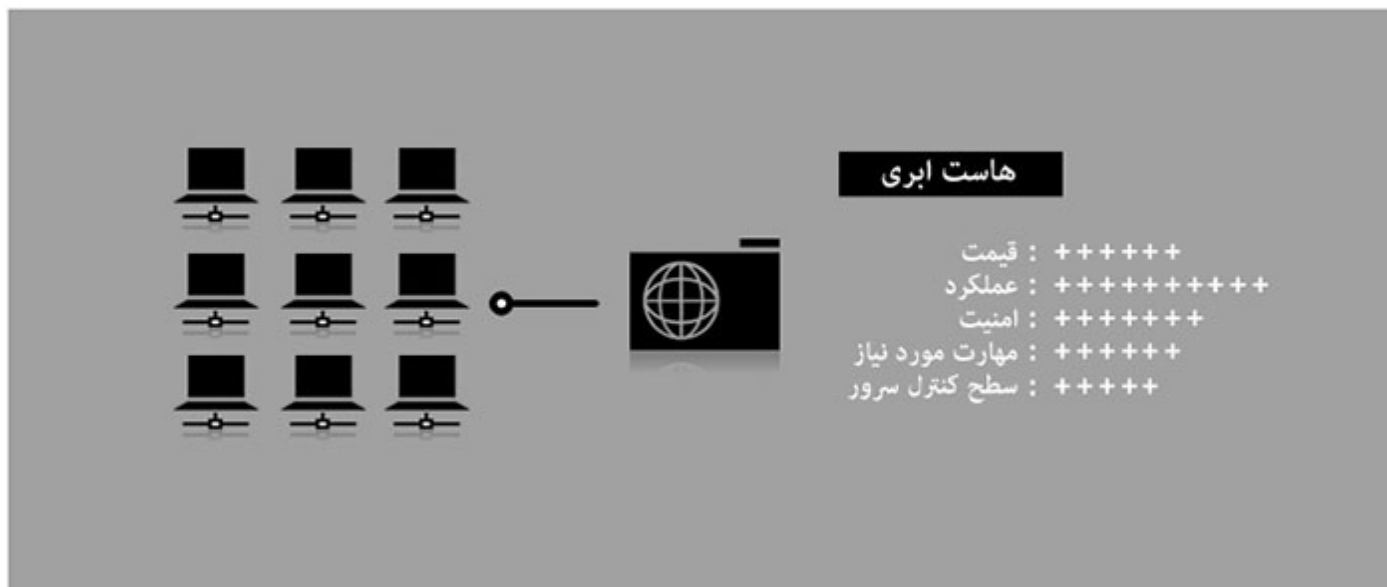 هاست ابری
قیمت : ++++++
عملکرد : ++++++++++
امنیت : +++++++
مهارت مورد نیاز : ++++++
سطح کنترل سرور : +++++